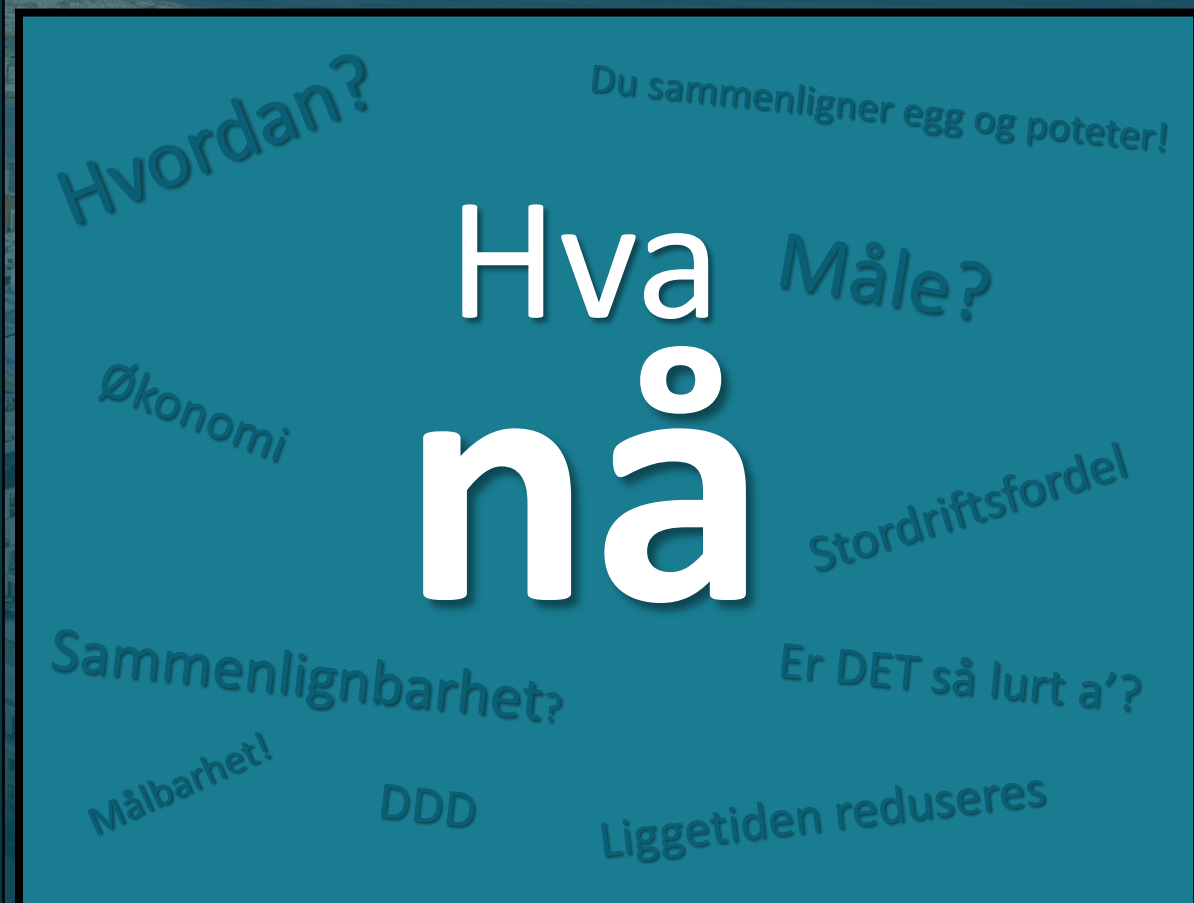 Hvordan?
Du sammenligner egg og poteter!
Hva
Måle?
nå
Økonomi
Stordriftsfordel
Sammenlignbarhet?
Er DET så lurt a’?
Målbarhet!
DDD
Liggetiden reduseres